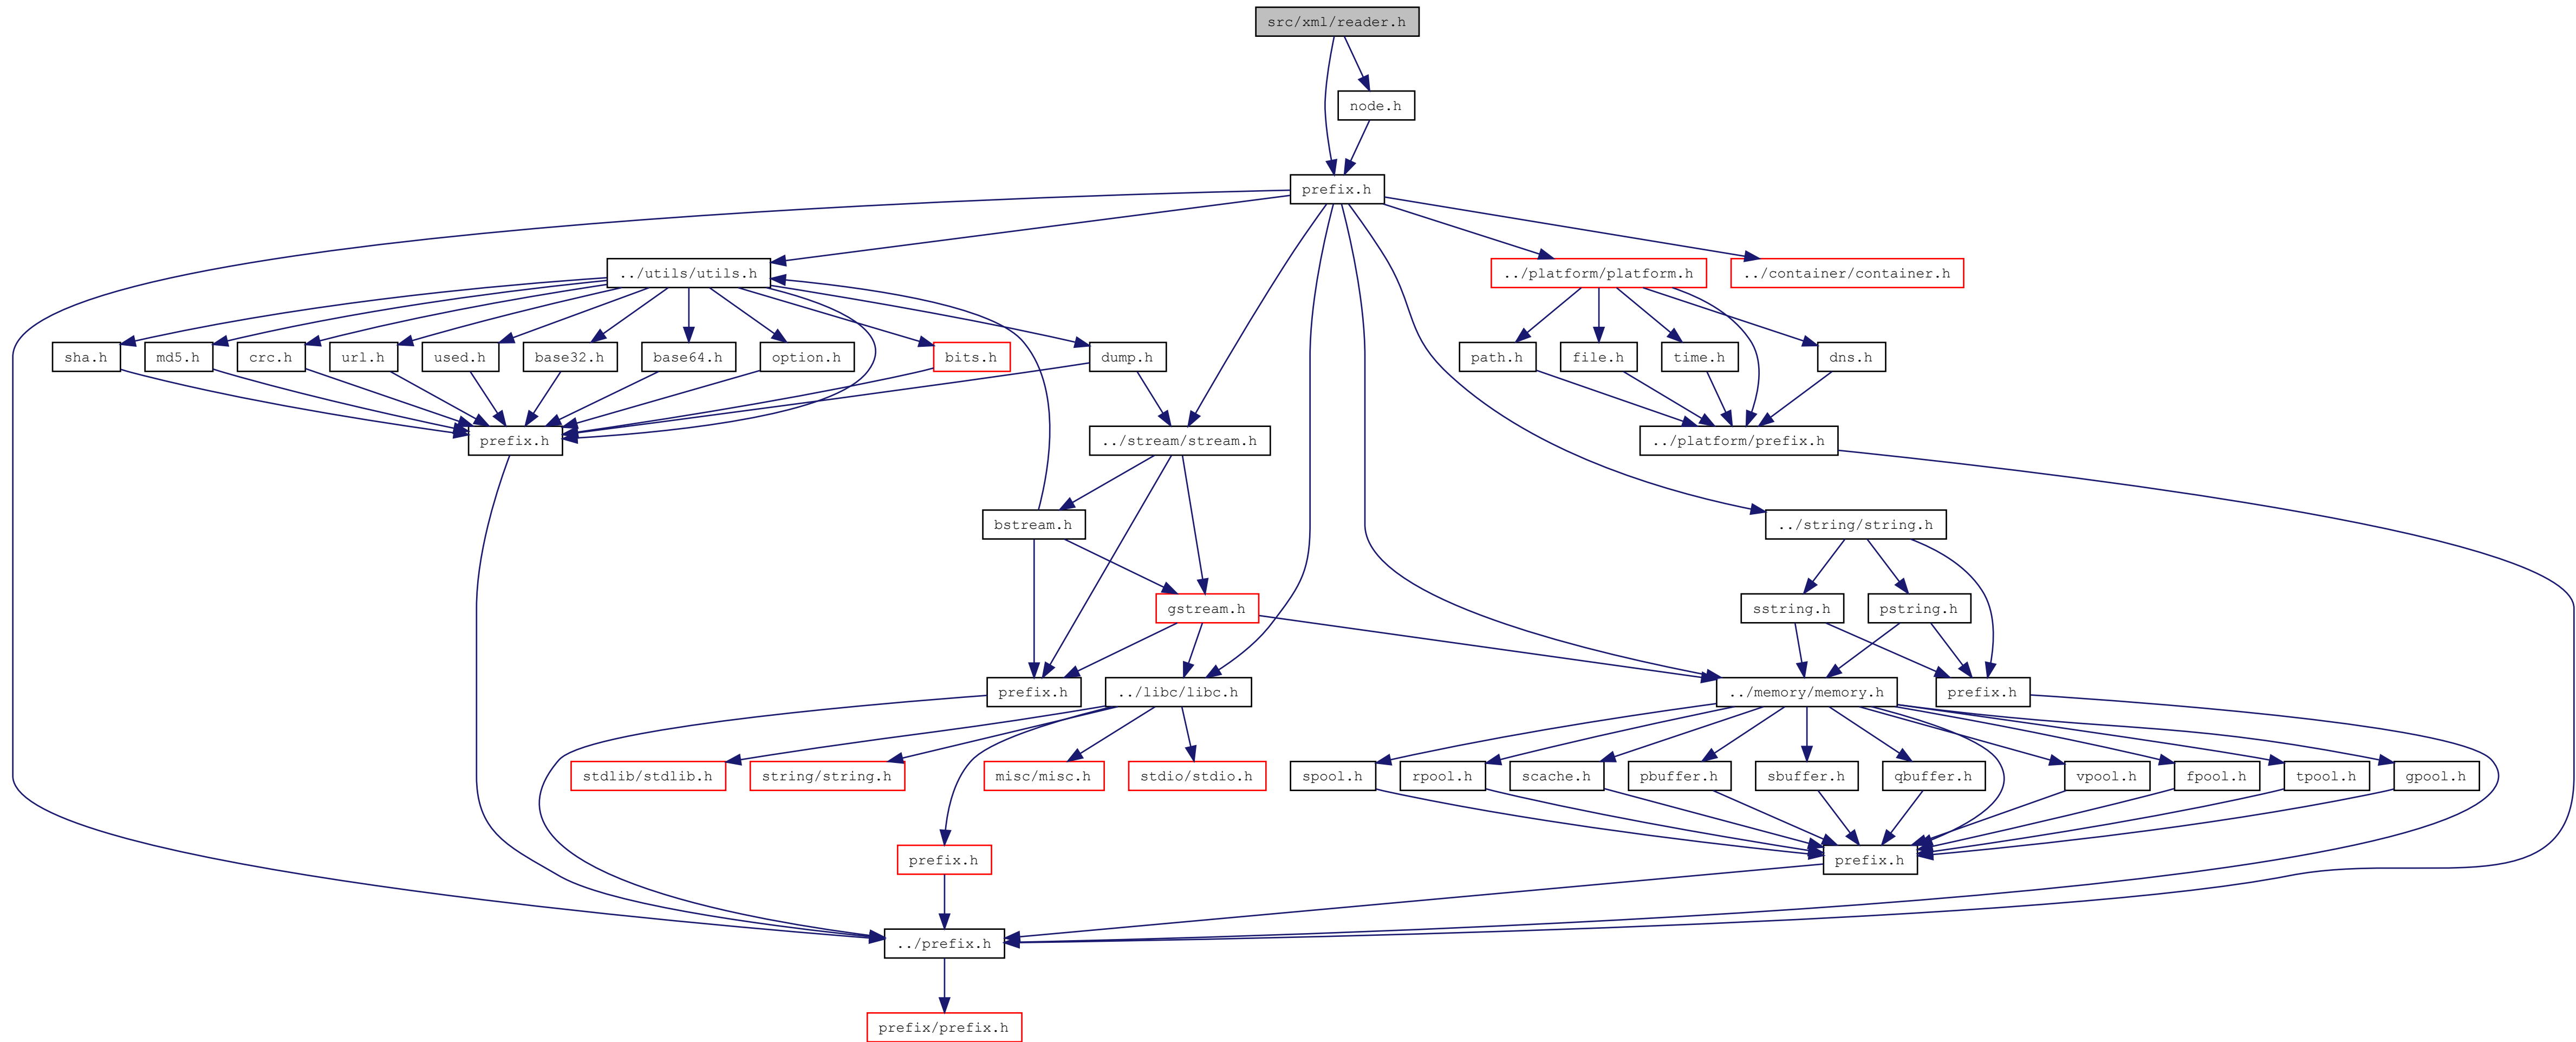 src/xml/reader.h
node.h
prefix.h
../utils/utils.h
../platform/platform.h
../container/container.h
sha.h
md5.h
crc.h
url.h
used.h
base32.h
base64.h
option.h
bits.h
dump.h
path.h
file.h
time.h
dns.h
prefix.h
../stream/stream.h
../platform/prefix.h
bstream.h
../string/string.h
gstream.h
sstring.h
pstring.h
prefix.h
../libc/libc.h
../memory/memory.h
prefix.h
stdlib/stdlib.h
string/string.h
misc/misc.h
stdio/stdio.h
spool.h
rpool.h
scache.h
pbuffer.h
sbuffer.h
qbuffer.h
vpool.h
fpool.h
tpool.h
gpool.h
prefix.h
prefix.h
../prefix.h
prefix/prefix.h